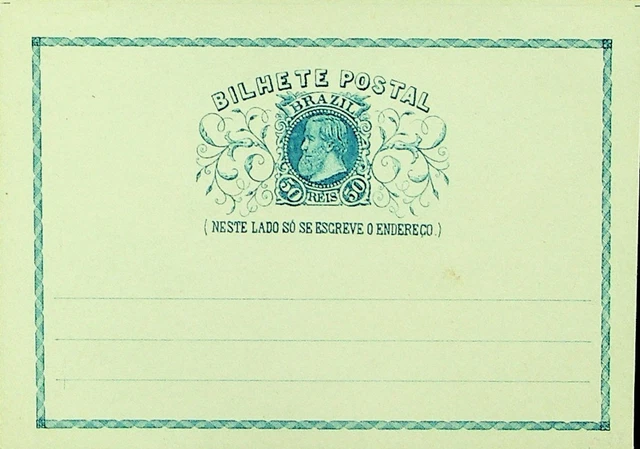 BILHETE POSTAL
BRAZIL
50 REIS 50
( NESTE LADO SÓ SE ESCREVE O ENDEREÇO.)